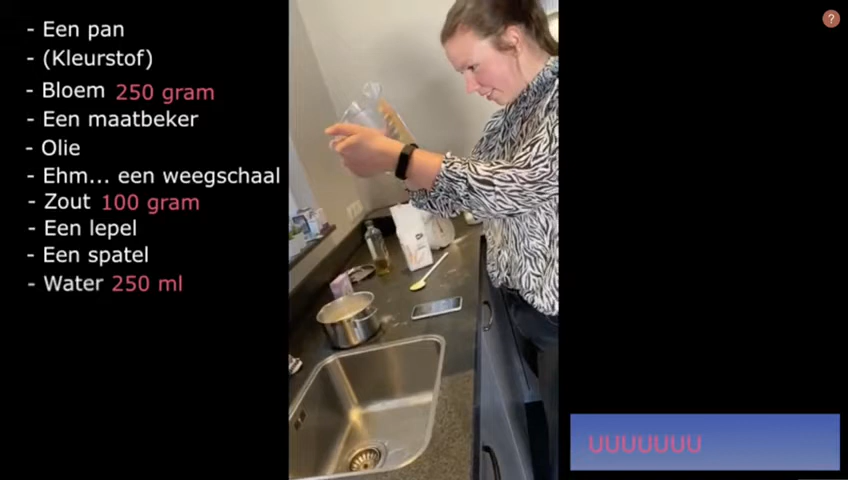 - Een pan
- (Kleurstof)
- Bloem 250 gram
- Een maatbeker
- Olie
- Ehm... een weegschaal
- Zout 100 gram
- Een lepel
- Een spatel
- Water 250 ml
?
UUUUUUU